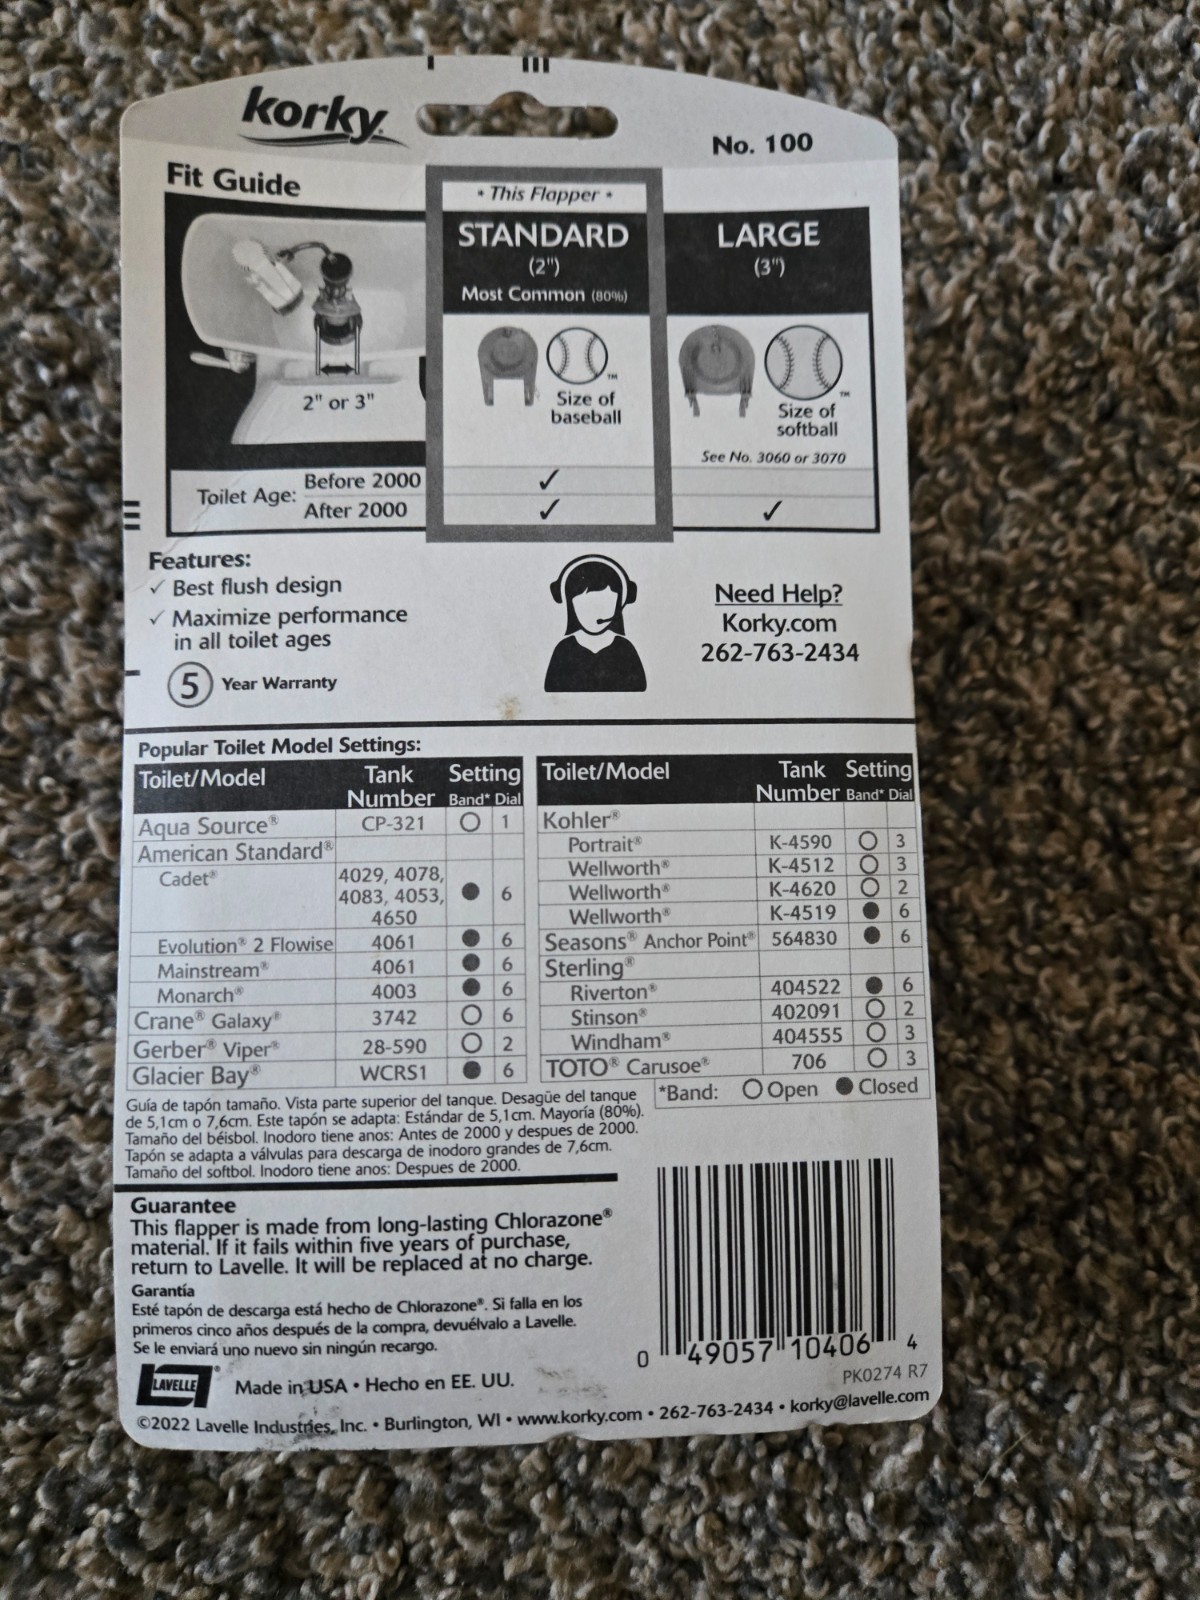 korky
No. 100
Fit Guide
• This Flapper •
STANDARD
(2")
Most Common (80%)
LARGE
(3")
2" or 3"
™
Size of
baseball
™
Size of
softball
See No. 3060 or 3070
Toilet Age:
Before 2000 ✓
After 2000 ✓ ✓
Features:
✓ Best flush design
✓ Maximize performance
in all toilet ages
5 Year Warranty
Need Help?
Korky.com
262-763-2434
Popular Toilet Model Settings:
Toilet/Model Tank Number Setting Band* Dial
Aqua Source® CP-321 ○ 1
American Standard®
Cadet® 4029, 4078,
4083, 4053, ● 6
4650
Evolution® 2 Flowise 4061 ● 6
Mainstream® 4061 ● 6
Monarch® 4003 ● 6
Crane® Galaxy® 3742 ○ 6
Gerber® Viper® 28-590 ○ 2
Glacier Bay® WCRS1 ● 6
Toilet/Model Tank Number Setting Band* Dial
Kohler®
Portrait® K-4590 ○ 3
Wellworth® K-4512 ○ 3
Wellworth® K-4620 ○ 2
Wellworth® K-4519 ● 6
Seasons® Anchor Point® 564830 ● 6
Sterling®
Riverton® 404522 ● 6
Stinson® 402091 ○ 2
Windham® 404555 ○ 3
TOTO® Carusoe® 706 ○ 3
*Band: ○ Open ● Closed
Guía de tapón tamaño. Vista parte superior del tanque. Desagüe del tanque
de 5,1cm o 7,6cm. Este tapón se adapta: Estándar de 5,1cm. Mayoría (80%).
Tamaño del béisbol. Inodoro tiene anos: Antes de 2000 y despues de 2000.
Tapón se adapta a válvulas para descarga de inodoro grandes de 7,6cm.
Tamaño del softbol. Inodoro tiene anos: Despues de 2000.
Guarantee
This flapper is made from long-lasting Chlorazone®
material. If it fails within five years of purchase,
return to Lavelle. It will be replaced at no charge.
Garantía
Esté tapón de descarga está hecho de Chlorazone®. Si falla en los
primeros cinco años después de la compra, devuélvalo a Lavelle.
Se le enviará uno nuevo sin ningún recargo.
LAVELLE®
Made in USA • Hecho en EE. UU.
0 49057 10406 4
PK0274 R7
©2022 Lavelle Industries, Inc. • Burlington, WI • www.korky.com • 262-763-2434 • korky@lavelle.com